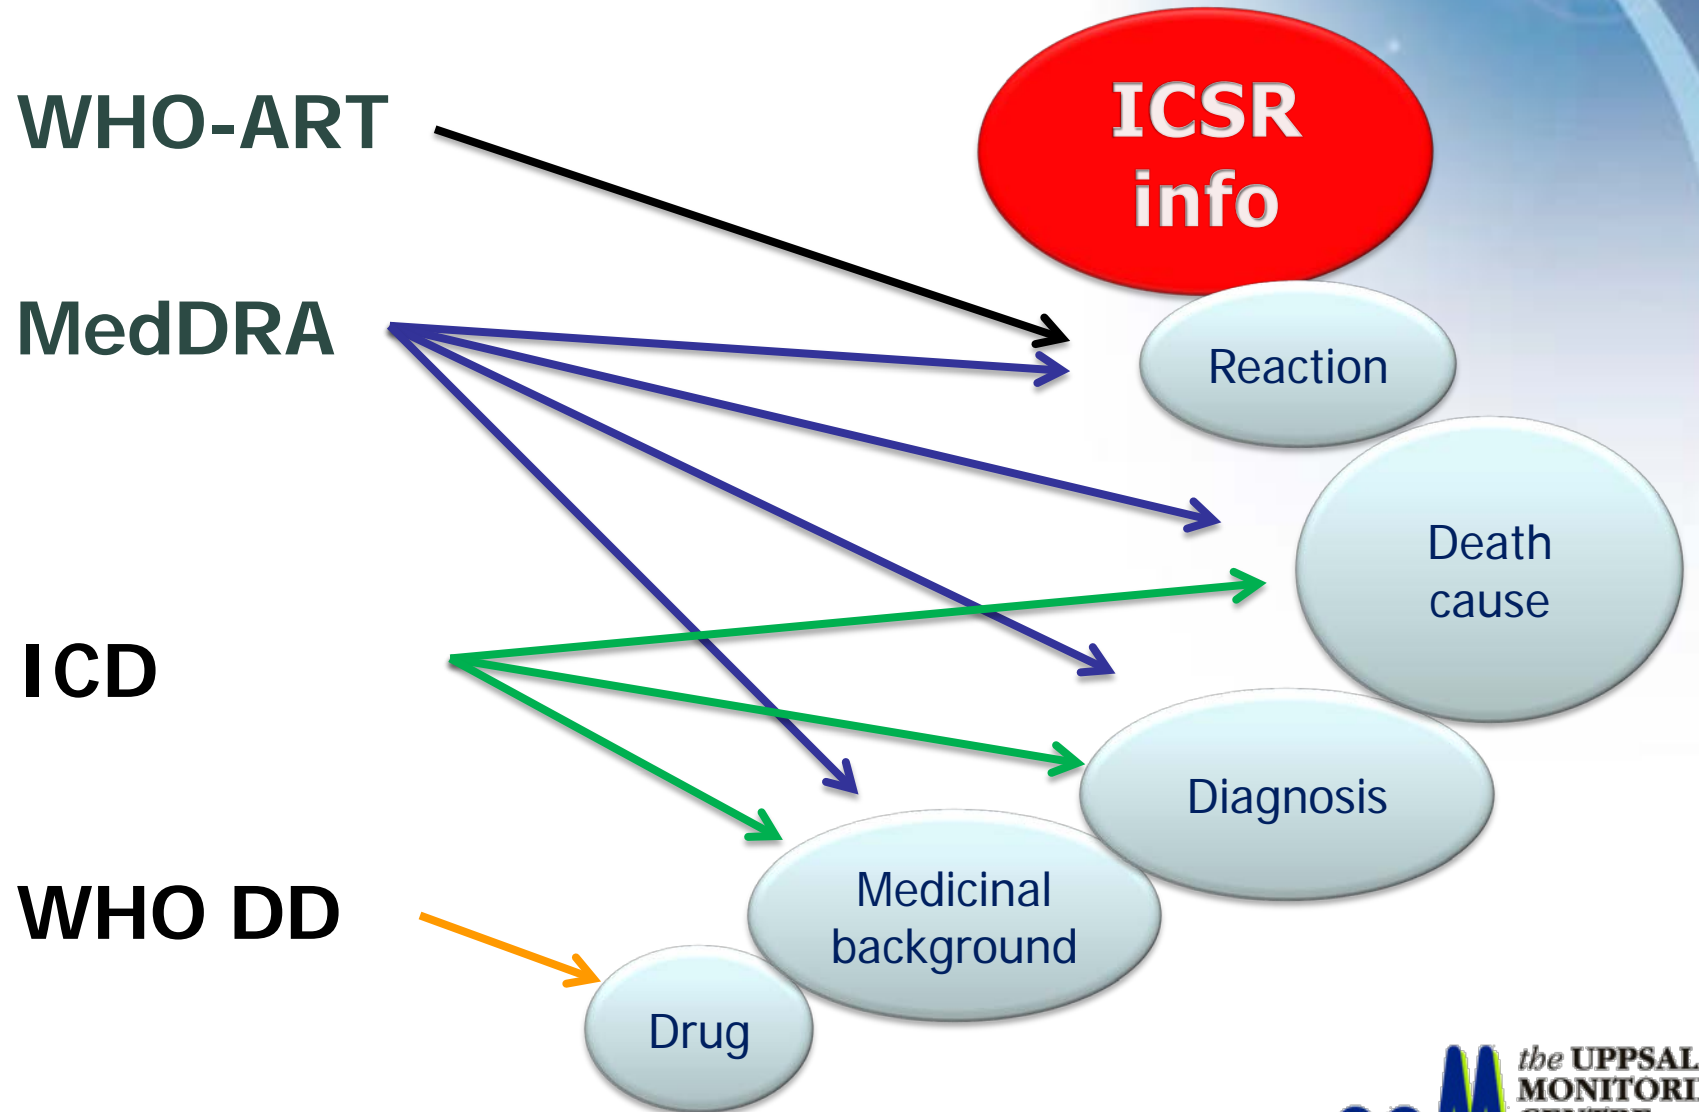 WHO-ART
MedDRA
ICD
WHO DD
ICSR
info
Reaction
Death
cause
Diagnosis
Medicinal
background
Drug
the UPPSAL
MONITORI